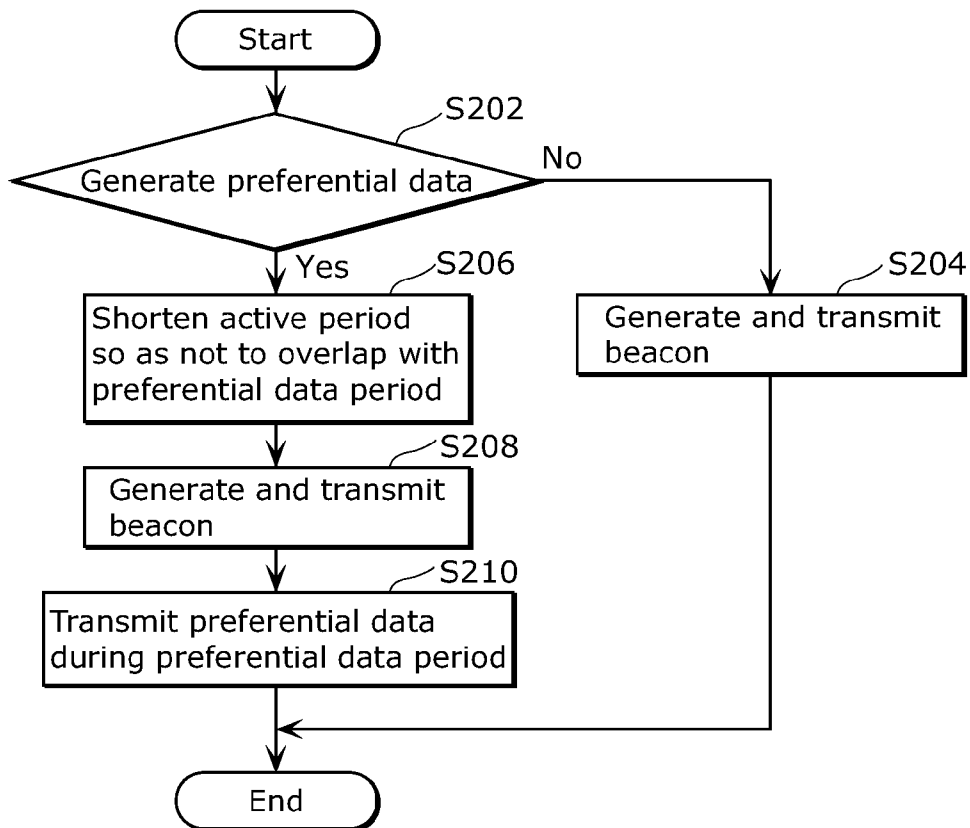 Start
S202
Generate preferential data
No
Yes
S206
Shorten active period
so as not to overlap with
preferential data period
S204
Generate and transmit
beacon
S208
Generate and transmit
beacon
S210
Transmit preferential data
during preferential data period
End